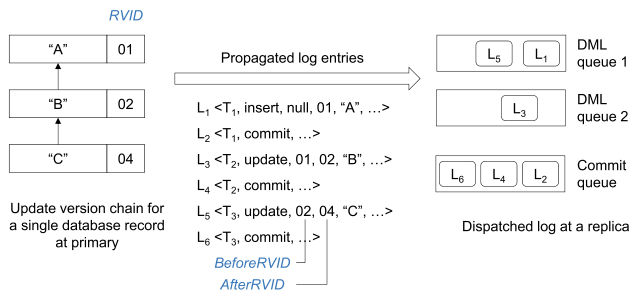 RVID
"A" 01
"B" 02
"C" 04
Update version chain for
a single database record
at primary
Propagated log entries
L₁ <T₁, insert, null, 01, "A", …>
L₂ <T₁, commit, …>
L₃ <T₂, update, 01, 02, "B", …>
L₄ <T₂, commit, …>
L₅ <T₃, update, 02, 04, "C", …>
L₆ <T₃, commit, …>
BeforeRVID
AfterRVID
L₅ L₁
DML
queue 1
L₃
DML
queue 2
L₆ L₄ L₂
Commit
queue
Dispatched log at a replica